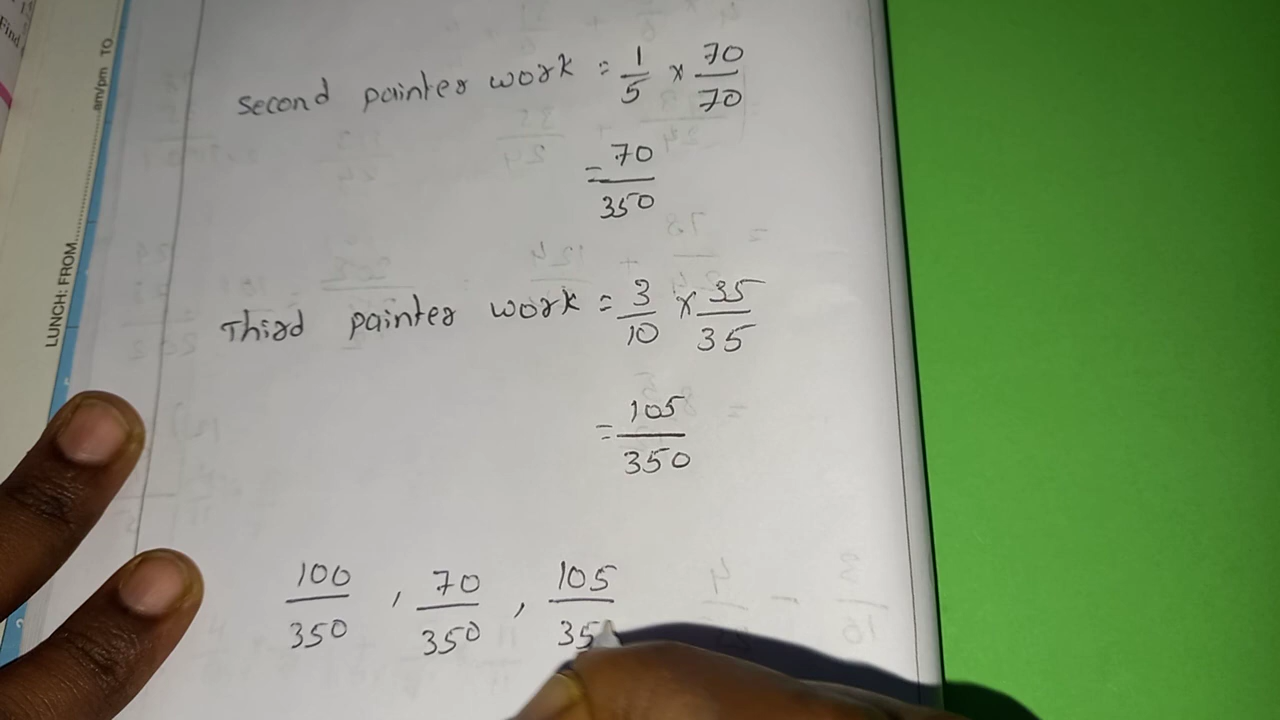 Find
LUNCH: FROM....................am/pm TO
Second painter work = 1/5 × 70/70
= 70/350
Third painter work = 3/10 × 35/35
= 105/350
100/350 , 70/350 , 105/35